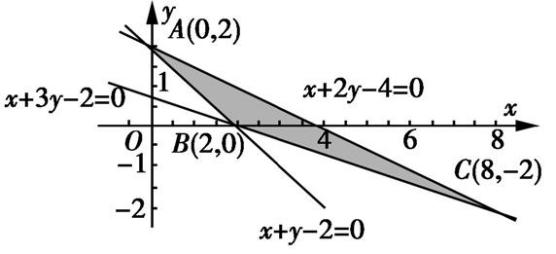 y
A(0,2)
1
x+2y-4=0
x+3y-2=0
x
O
B(2,0)
4
6
8
-1
C(8,-2)
-2
x+y-2=0